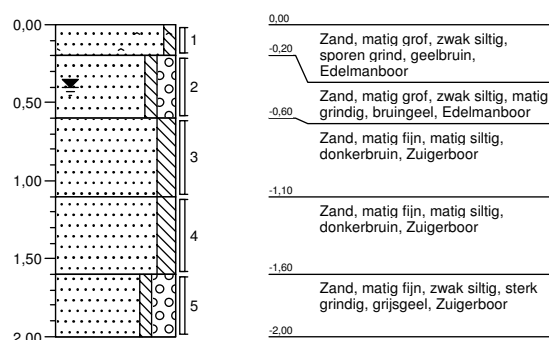 0,00
0,50
1,00
1,50
2,00
1
2
3
4
5
0,00
Zand, matig grof, zwak siltig,
sporen grind, geelbruin,
Edelmanboor
-0,20
Zand, matig grof, zwak siltig, matig
grindig, bruingeel, Edelmanboor
-0,60
Zand, matig fijn, matig siltig,
donkerbruin, Zuigerboor
-1,10
Zand, matig fijn, matig siltig,
donkerbruin, Zuigerboor
-1,60
Zand, matig fijn, zwak siltig, sterk
grindig, grijsgeel, Zuigerboor
-2,00